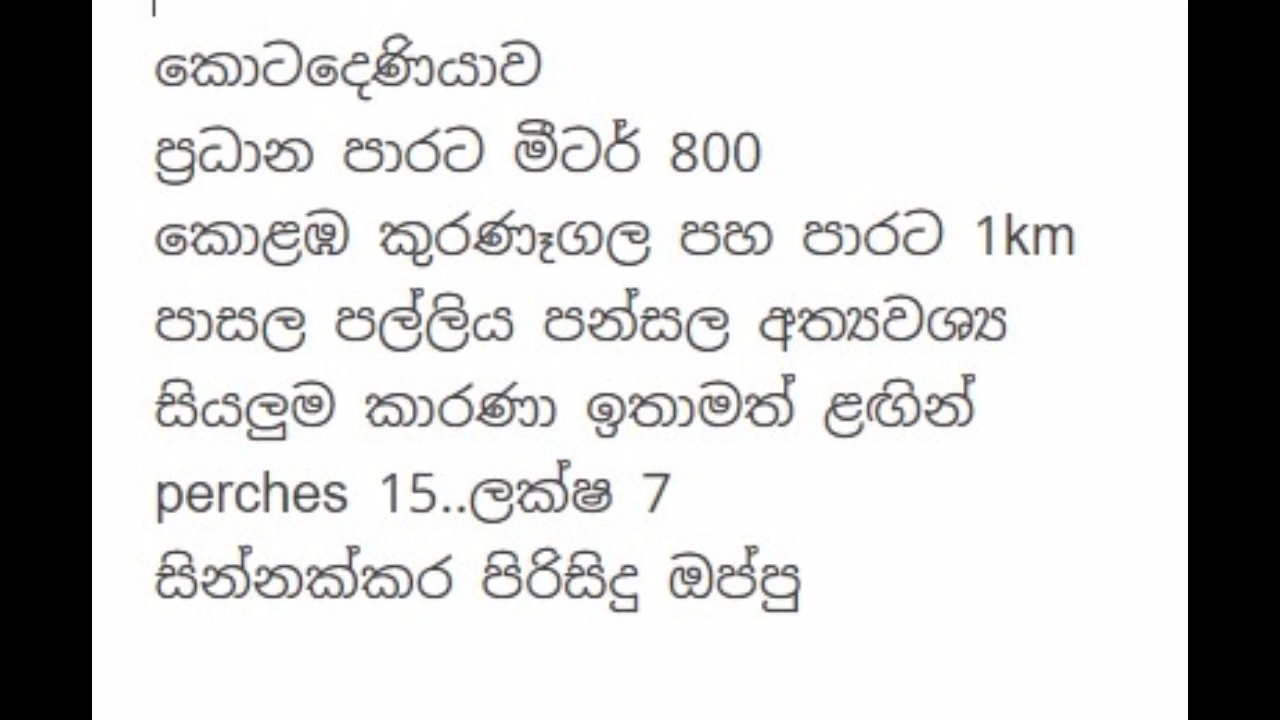 කොටදෙණියාව
ප්‍රධාන පාරට මීටර් 800
කොළඹ කුරණෑගල පහ පාරට 1km
පාසල පල්ලිය පන්සල අත්‍යවශ්‍ය
සියලුම කාරණා ඉතාමත් ළඟින්
perches 15..ලක්ෂ 7
සින්නක්කර පිරිසිදු ඔප්පු